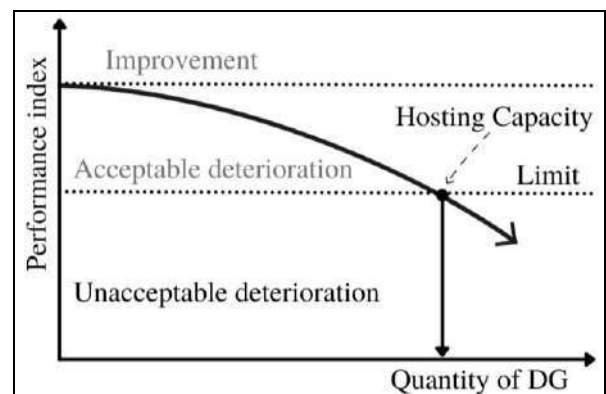 Improvement
Hosting Capacity
Acceptable deterioration
Limit
Unacceptable deterioration
Performance index
Quantity of DG